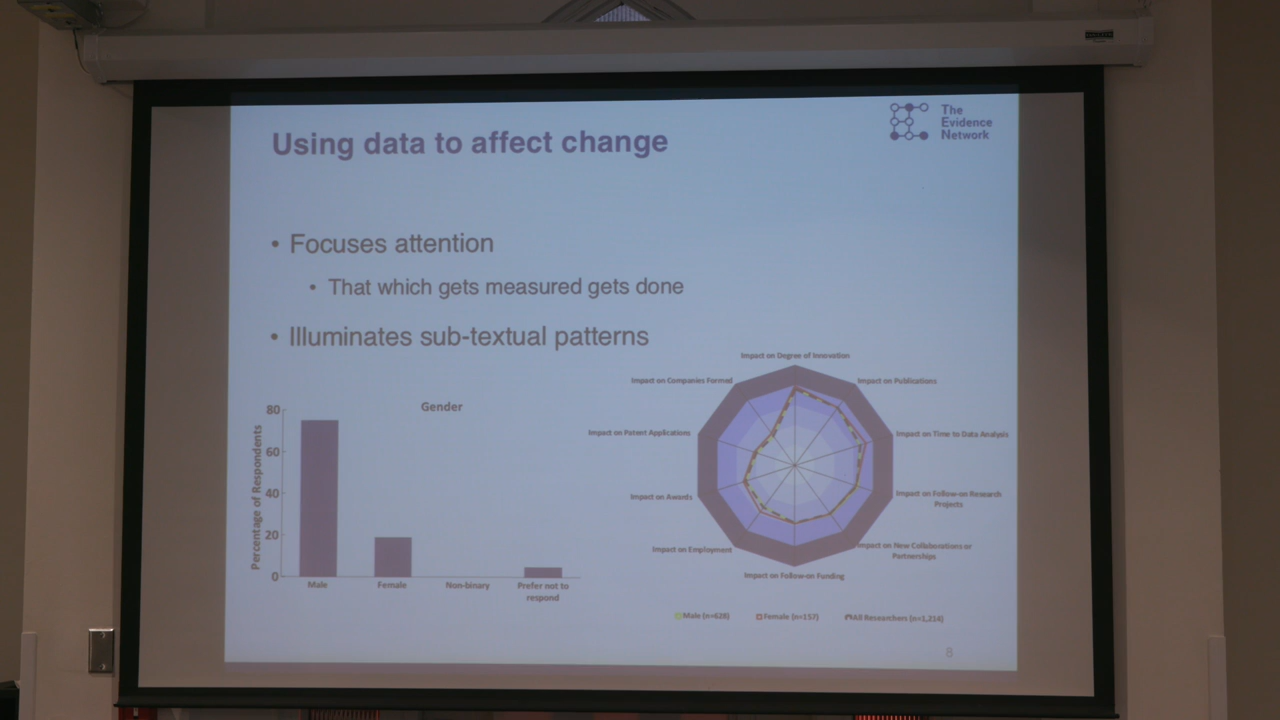 The
Evidence
Network
Using data to affect change
• Focuses attention
• That which gets measured gets done
• Illuminates sub-textual patterns
Gender
Percentage of Respondents
80
60
40
20
0
Male
Female
Non-binary
Prefer not to
respond
Impact on Degree of Innovation
Impact on Publications
Impact on Time to Data Analysis
Impact on Follow-on Research
Projects
Impact on New Collaborations or
Partnerships
Impact on Follow-on Funding
Impact on Employment
Impact on Awards
Impact on Patent Applications
Impact on Companies Formed
Male (n=628)
Female (n=157)
All Researchers (n=1,214)
8